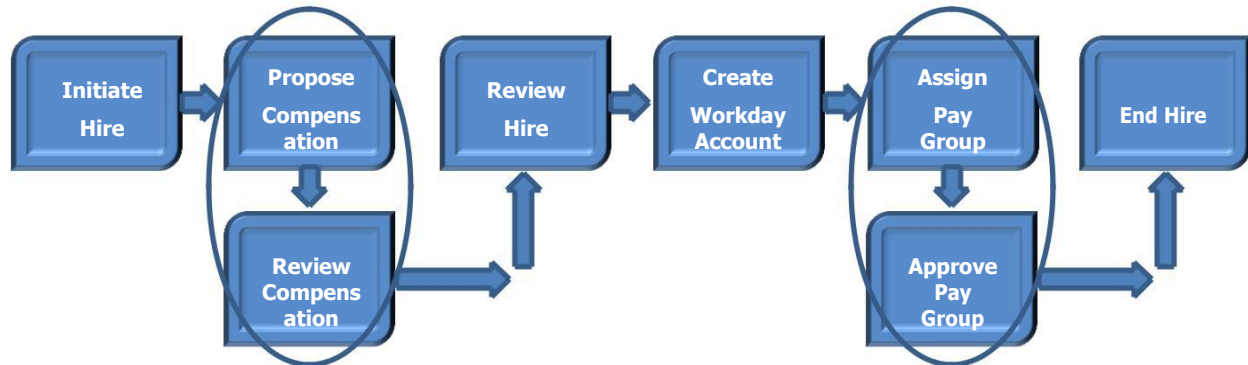 Initiate
Hire
Propose
Compens
ation
Review
Compens
ation
Review
Hire
Create
Workday
Account
Assign
Pay
Group
Approve
Pay
Group
End Hire